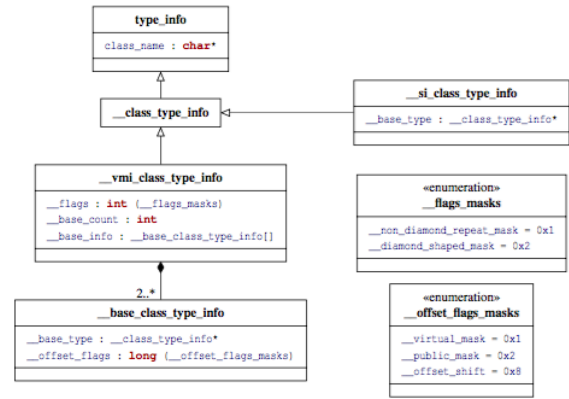 type_info
class_name : char*
__class_type_info
__si_class_type_info
__base_type : __class_type_info*
__vmi_class_type_info
__flags : int (__flags_masks)
__base_count : int
__base_info : __base_class_type_info[]
«enumeration»
__flags_masks
__non_diamond_repeat_mask = 0x1
__diamond_shaped_mask = 0x2
2..*
__base_class_type_info
__base_type : __class_type_info*
__offset_flags : long (__offset_flags_masks)
«enumeration»
__offset_flags_masks
__virtual_mask = 0x1
__public_mask = 0x2
__offset_shift = 0x8